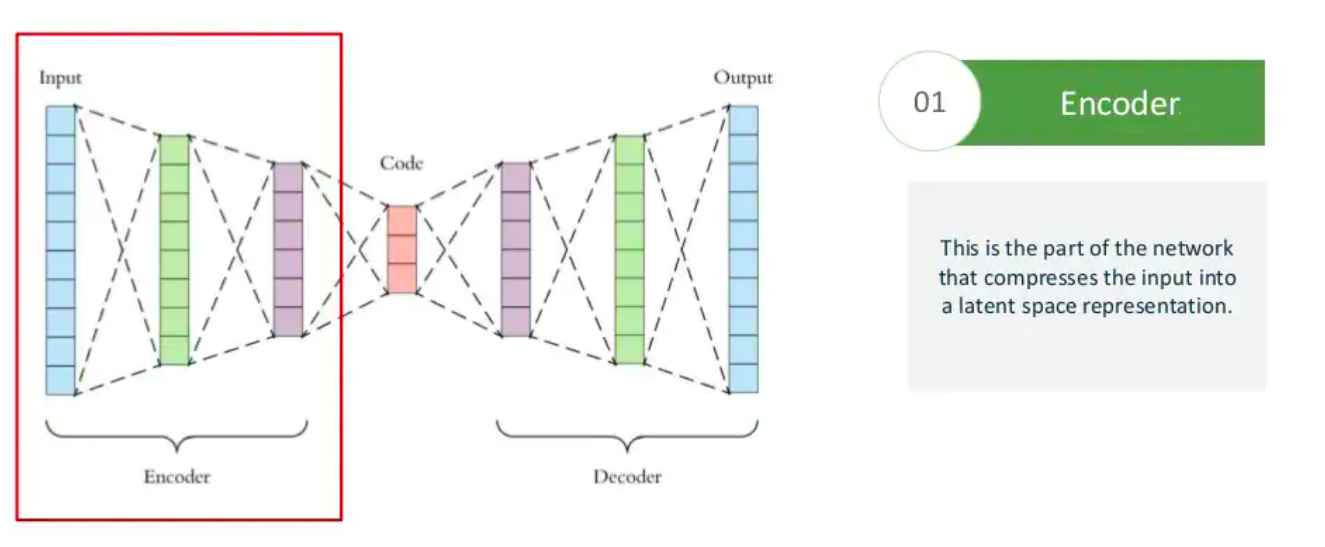 Input
Code
Output
Encoder
Decoder
01
Encoder
This is the part of the network
that compresses the input into
a latent space representation.